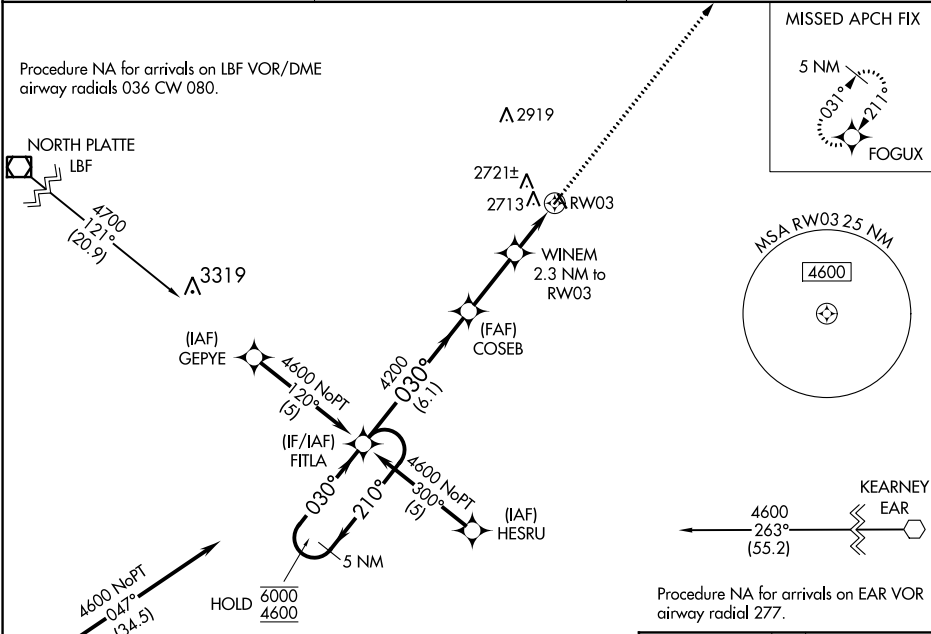 MISSED APCH FIX
5 NM
031°
211°
FOGUX
Procedure NA for arrivals on LBF VOR/DME
airway radials 036 CW 080.
NORTH PLATTE
LBF
4700
121°
(20.9)
3319
2919
2721±
2713
RW03
WINEM
2.3 NM to
RW03
MSA RW03 25 NM
4600
(FAF)
COSEB
(IAF)
GEPYE
4600 NoPT
120°
(5)
4200
030°
(6.1)
(IF/IAF)
FITLA
030°
210°
4600 NoPT
300°
(5)
(IAF)
HESRU
5 NM
HOLD
6000
4600
4600 NoPT
047°
(34.5)
KEARNEY
EAR
4600
263°
(55.2)
Procedure NA for arrivals on EAR VOR
airway radial 277.